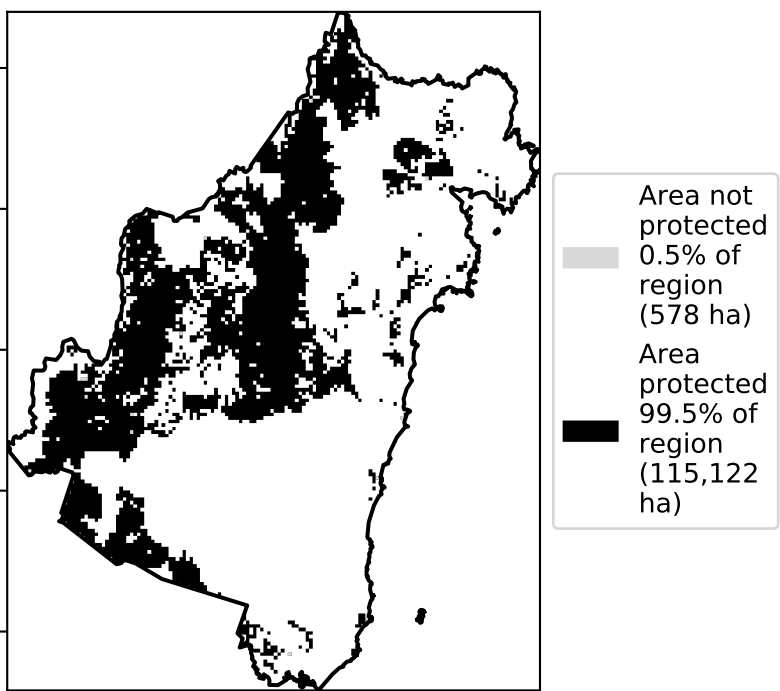 Area not
protected
0.5% of
region
(578 ha)
Area
protected
99.5% of
region
(115,122
ha)